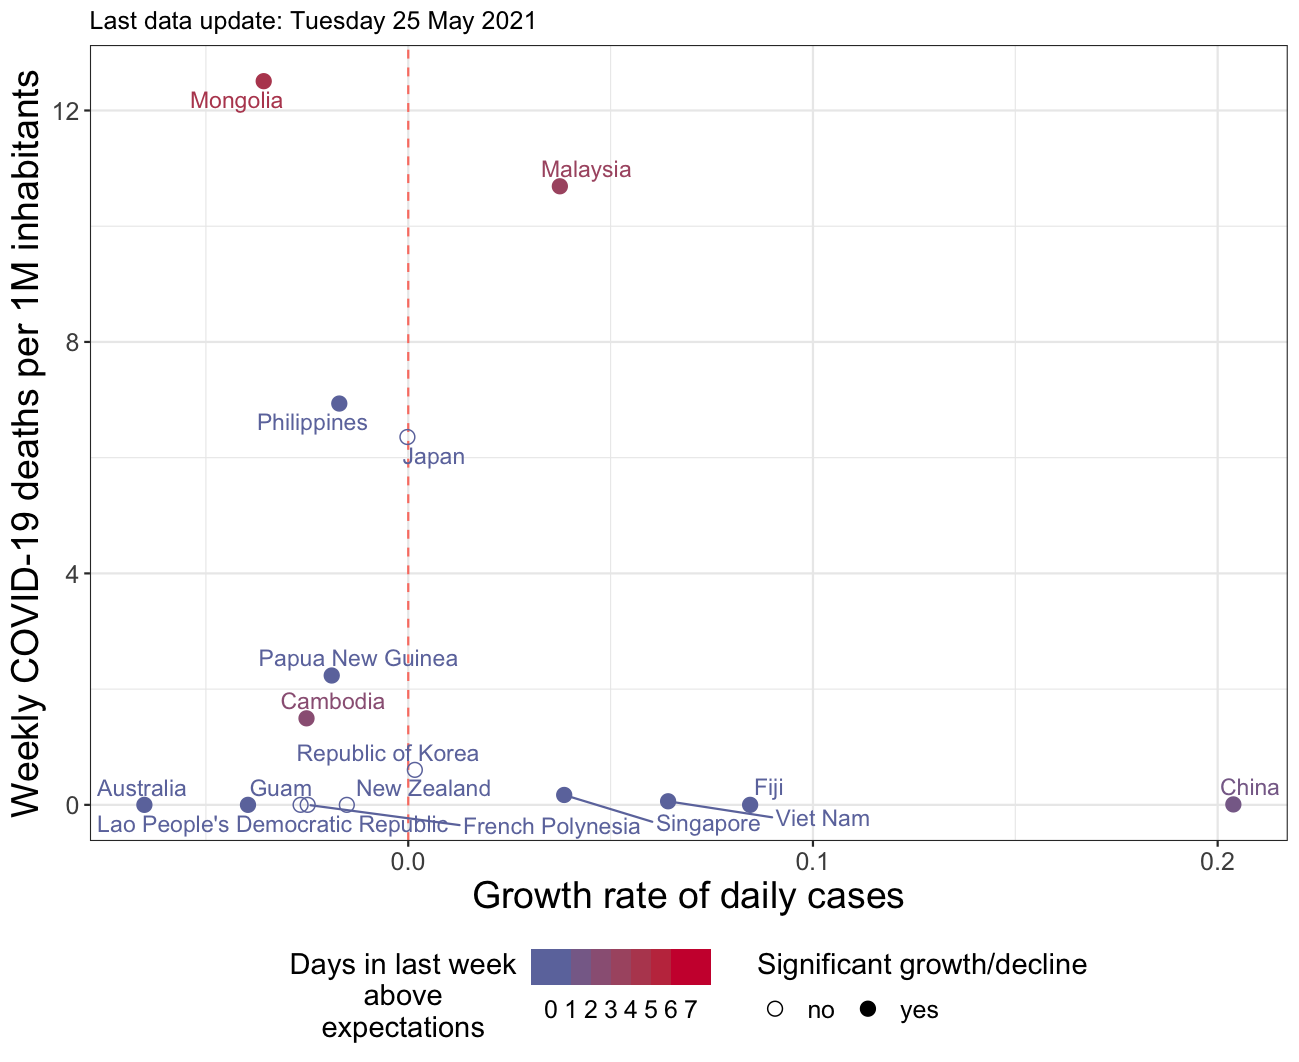 Last data update: Tuesday 25 May 2021
Weekly COVID-19 deaths per 1M inhabitants
12
8
4
0
Mongolia
Malaysia
Philippines
Japan
Papua New Guinea
Cambodia
Republic of Korea
Australia
Guam
New Zealand
Fiji
China
Lao People's Democratic Republic
French Polynesia
Singapore
Viet Nam
0.0
0.1
0.2
Growth rate of daily cases
Days in last week
above
expectations
0 1 2 3 4 5 6 7
Significant growth/decline
no
yes